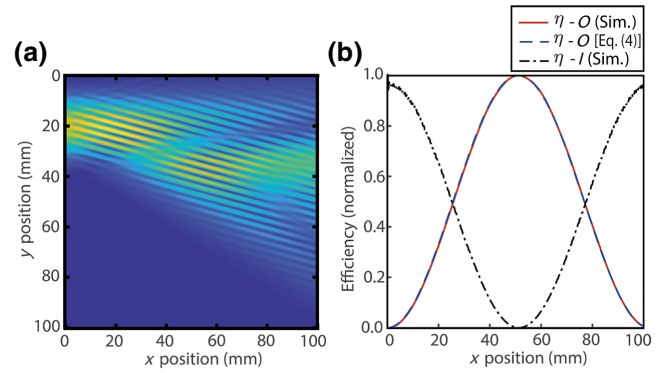 η - O (Sim.)
η - O [Eq. (4)]
η - I (Sim.)
(a)
0
20
40
60
80
100
y position (mm)
0 20 40 60 80 100
x position (mm)
(b)
1.0
0.8
0.6
0.4
0.2
0.0
Efficiency (normalized)
0 20 40 60 80 100
x position (mm)